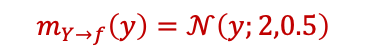 m_{Y→f}(y) = 𝒩(y; 2,0.5)